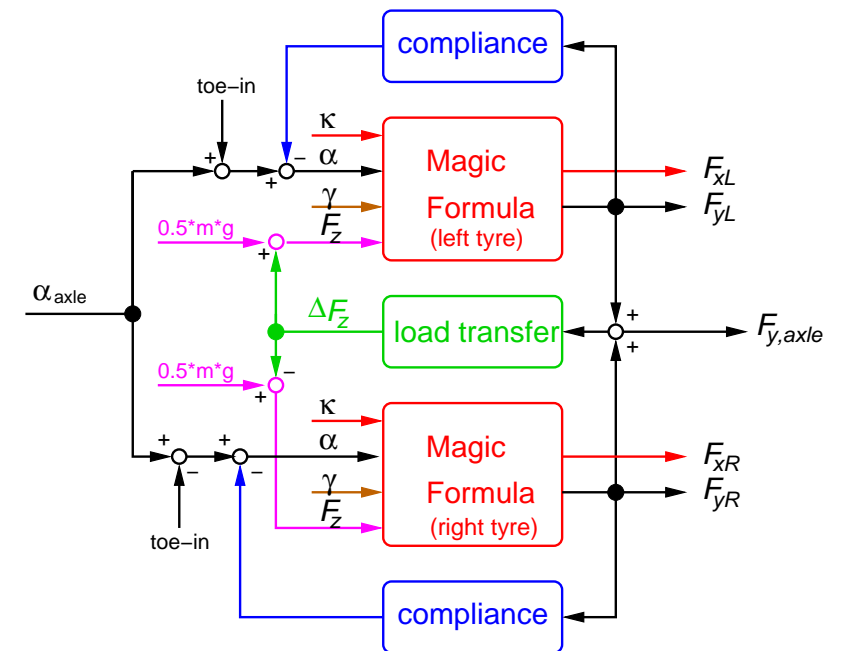 compliance
toe−in
κ
α
+
−
+
γ
Magic
Formula
(left tyre)
F_xL
F_yL
0.5*m*g
F_z
+
α_axle
ΔF_z
load transfer
+
+
F_y,axle
0.5*m*g
−
+
κ
α
+
−
+
−
γ
F_z
Magic
Formula
(right tyre)
F_xR
F_yR
toe−in
compliance